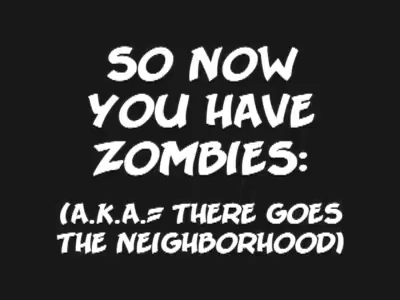 SO NOW
YOU HAVE
ZOMBIES:
(A.K.A.= THERE GOES
THE NEIGHBORHOOD)